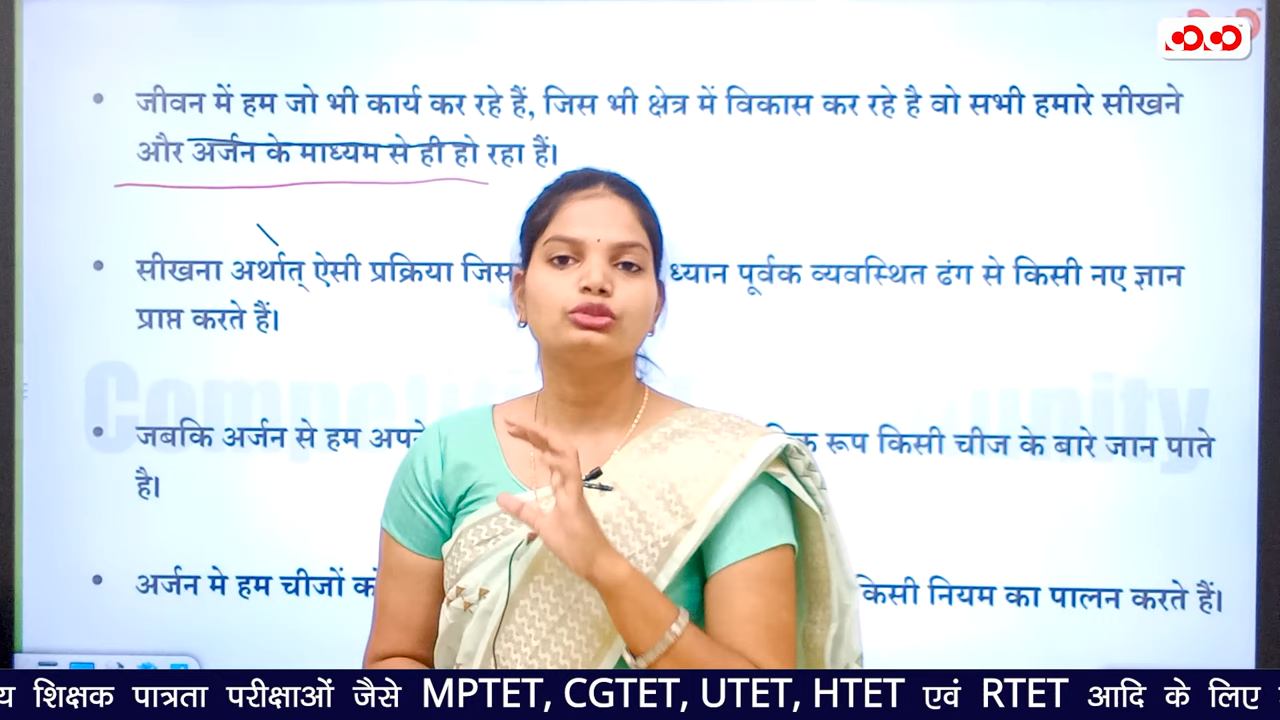 जीवन में हम जो भी कार्य कर रहे हैं, जिस भी क्षेत्र में विकास कर रहे है वो सभी हमारे सीखने
और अर्जन के माध्यम से ही हो रहा हैं।
सीखना अर्थात् ऐसी प्रक्रिया ध्यान पूर्वक व्यवस्थित ढंग से किसी नए ज्ञान
प्राप्त करते हैं।
जबकि अर्जन से हम रूप किसी चीज के बारे जान पाते
है।
अर्जन मे हम चीजों किसी नियम का पालन करते हैं।
शिक्षक पात्रता परीक्षाओं जैसे MPTET, CGTET, UTET, HTET एवं RTET आदि के लिए